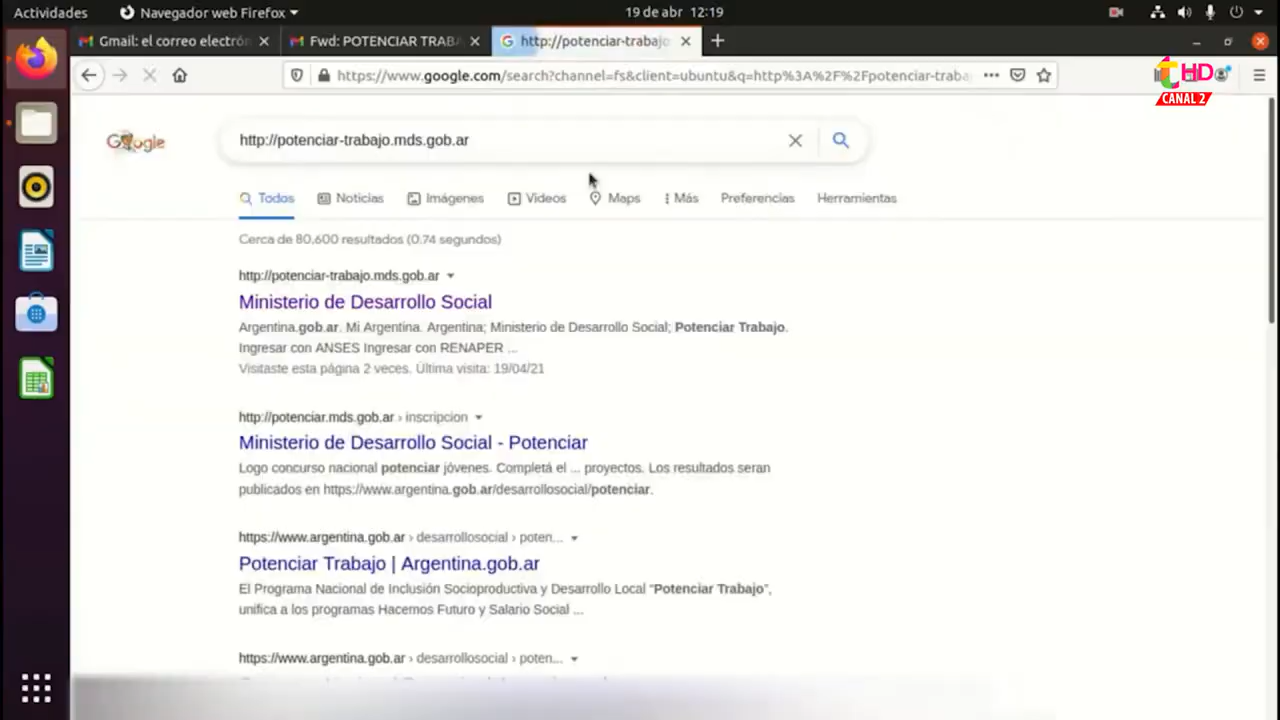 Actividades
Navegador web Firefox
19 de abr 12:19
Gmail: el correo electrón
Fwd: POTENCIAR TRABA
http://potenciar-trabajo
https://www.google.com/search?channel=fs&client=ubuntu&q=http%3A%2F%2Fpotenciar-traba
HD
CANAL 2
Google
http://potenciar-trabajo.mds.gob.ar
Todos
Noticias
Imágenes
Videos
Maps
Más
Preferencias
Herramientas
Cerca de 80,600 resultados (0.74 segundos)
http://potenciar-trabajo.mds.gob.ar
Ministerio de Desarrollo Social
Argentina.gob.ar. Mi Argentina. Argentina; Ministerio de Desarrollo Social; Potenciar Trabajo.
Ingresar con ANSES Ingresar con RENAPER ...
Visitaste esta página 2 veces. Última visita: 19/04/21
http://potenciar.mds.gob.ar › inscripcion
Ministerio de Desarrollo Social - Potenciar
Logo concurso nacional potenciar jóvenes. Completá el ... proyectos. Los resultados seran
publicados en https://www.argentina.gob.ar/desarrollosocial/potenciar.
https://www.argentina.gob.ar › desarrollosocial › poten...
Potenciar Trabajo | Argentina.gob.ar
El Programa Nacional de Inclusión Socioproductiva y Desarrollo Local "Potenciar Trabajo",
unifica a los programas Hacemos Futuro y Salario Social ...
https://www.argentina.gob.ar › desarrollosocial › poten...